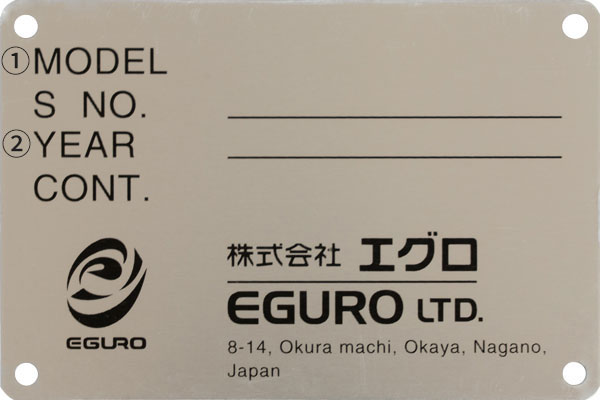 ①MODEL
S NO.
②YEAR
CONT.
EGURO
株式会社 エグロ
EGURO LTD.
8-14, Okura machi, Okaya, Nagano,
Japan